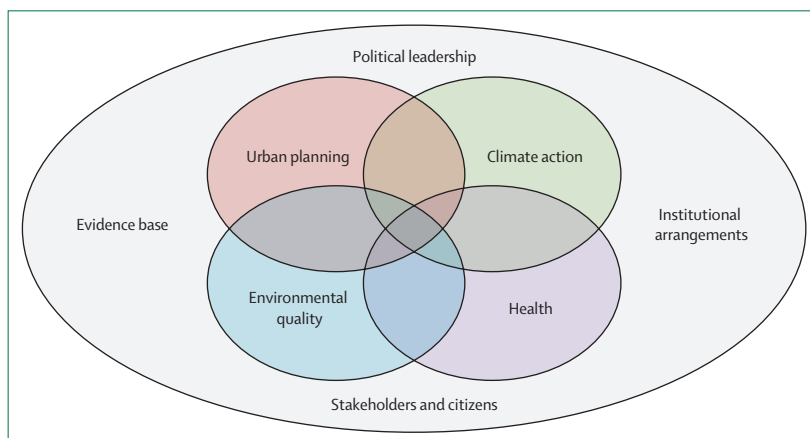 Political leadership
Urban planning
Climate action
Evidence base
Institutional
arrangements
Environmental
quality
Health
Stakeholders and citizens